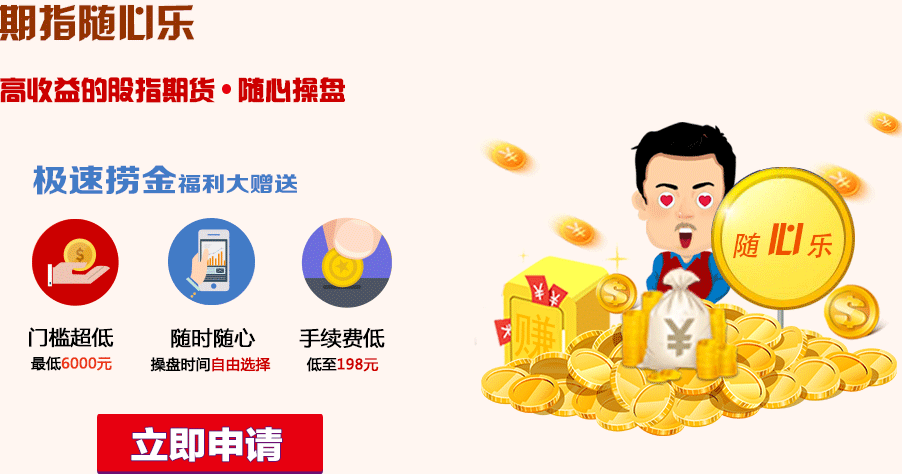 期指随心乐
高收益的股指期货•随心操盘
极速捞金福利大赠送
门槛超低
最低6000元
随时随心
操盘时间自由选择
手续费低
低至198元
立即申请
随心乐
赚
¥